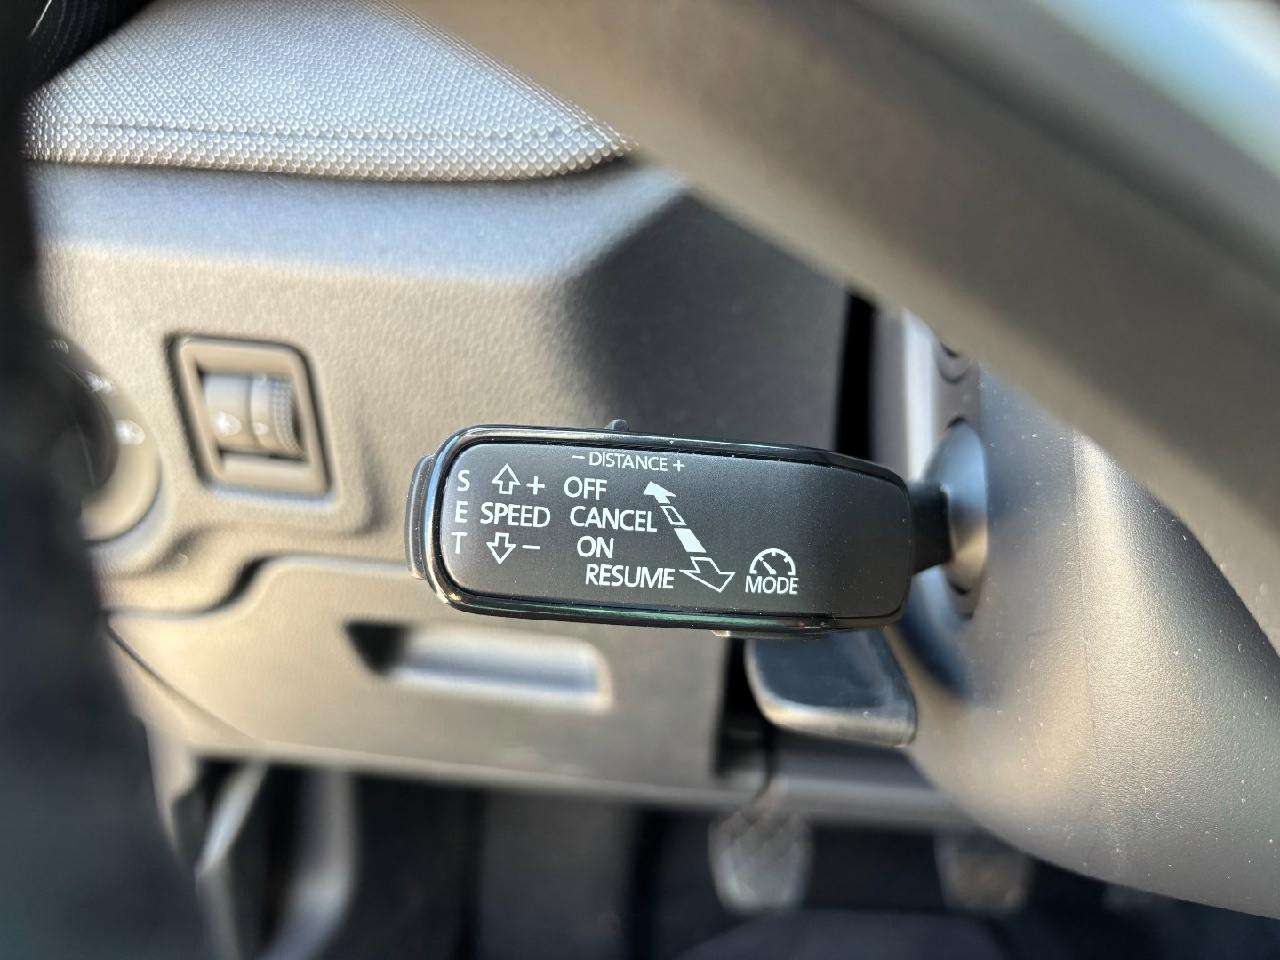 - DISTANCE +
S + OFF
E SPEED CANCEL
T - ON
RESUME MODE